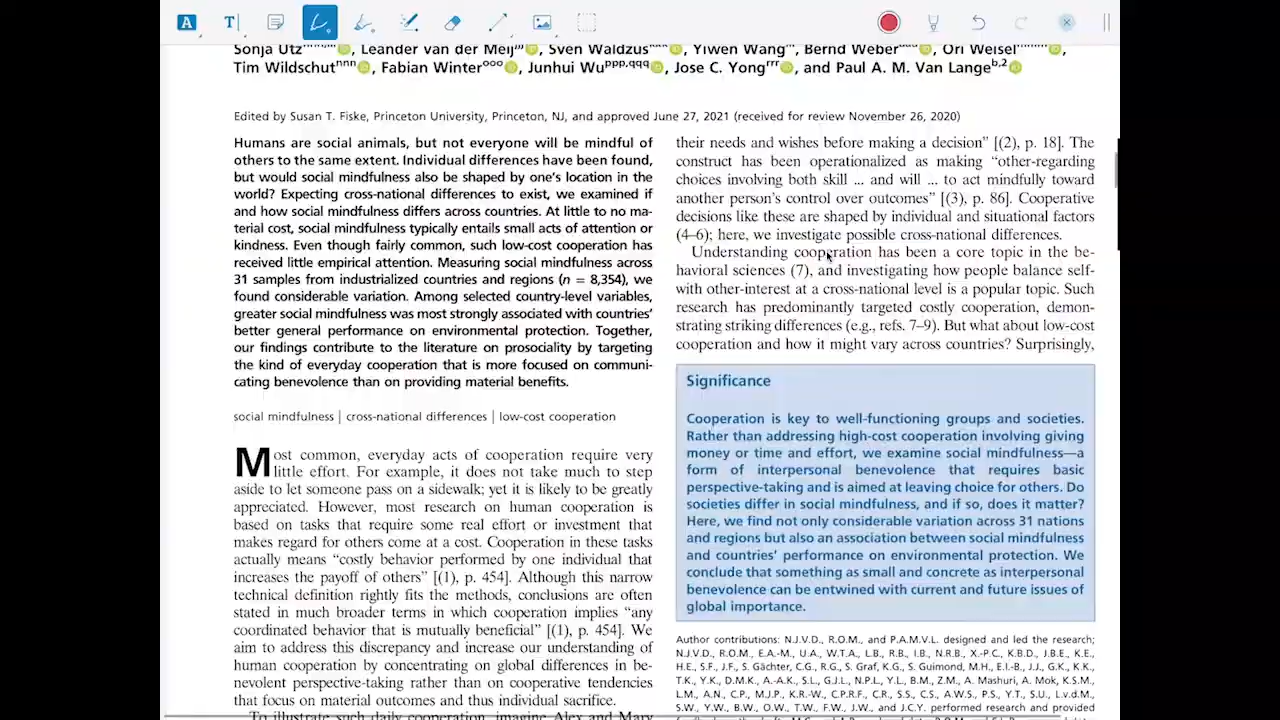 A
T
Sonja Utz, Leander van der Meij, Sven Waldzus, Yiwen Wang, Bernd Weber, Ori Weisel,
Tim Wildschut nnn, Fabian Winter ooo, Junhui Wu ppp,qqq, Jose C. Yong rrr, and Paul A. M. Van Lange b,2
Edited by Susan T. Fiske, Princeton University, Princeton, NJ, and approved June 27, 2021 (received for review November 26, 2020)
Humans are social animals, but not everyone will be mindful of
others to the same extent. Individual differences have been found,
but would social mindfulness also be shaped by one's location in the
world? Expecting cross-national differences to exist, we examined if
and how social mindfulness differs across countries. At little to no ma-
terial cost, social mindfulness typically entails small acts of attention or
kindness. Even though fairly common, such low-cost cooperation has
received little empirical attention. Measuring social mindfulness across
31 samples from industrialized countries and regions (n = 8,354), we
found considerable variation. Among selected country-level variables,
greater social mindfulness was most strongly associated with countries'
better general performance on environmental protection. Together,
our findings contribute to the literature on prosociality by targeting
the kind of everyday cooperation that is more focused on communi-
cating benevolence than on providing material benefits.
social mindfulness | cross-national differences | low-cost cooperation
Most common, everyday acts of cooperation require very
little effort. For example, it does not take much to step
aside to let someone pass on a sidewalk; yet it is likely to be greatly
appreciated. However, most research on human cooperation is
based on tasks that require some real effort or investment that
makes regard for others come at a cost. Cooperation in these tasks
actually means “costly behavior performed by one individual that
increases the payoff of others” [(1), p. 454]. Although this narrow
technical definition rightly fits the methods, conclusions are often
stated in much broader terms in which cooperation implies “any
coordinated behavior that is mutually beneficial” [(1), p. 454]. We
aim to address this discrepancy and increase our understanding of
human cooperation by concentrating on global differences in be-
nevolent perspective-taking rather than on cooperative tendencies
that focus on material outcomes and thus individual sacrifice.
To illustrate such daily cooperation, imagine Alex and Mary
their needs and wishes before making a decision” [(2), p. 18]. The
construct has been operationalized as making “other-regarding
choices involving both skill ... and will ... to act mindfully toward
another person's control over outcomes” [(3), p. 86]. Cooperative
decisions like these are shaped by individual and situational factors
(4–6); here, we investigate possible cross-national differences.
Understanding cooperation has been a core topic in the be-
havioral sciences (7), and investigating how people balance self-
with other-interest at a cross-national level is a popular topic. Such
research has predominantly targeted costly cooperation, demon-
strating striking differences (e.g., refs. 7–9). But what about low-cost
cooperation and how it might vary across countries? Surprisingly,
Significance
Cooperation is key to well-functioning groups and societies.
Rather than addressing high-cost cooperation involving giving
money or time and effort, we examine social mindfulness—a
form of interpersonal benevolence that requires basic
perspective-taking and is aimed at leaving choice for others. Do
societies differ in social mindfulness, and if so, does it matter?
Here, we find not only considerable variation across 31 nations
and regions but also an association between social mindfulness
and countries' performance on environmental protection. We
conclude that something as small and concrete as interpersonal
benevolence can be entwined with current and future issues of
global importance.
Author contributions: N.J.V.D., R.O.M., and P.A.M.V.L. designed and led the research;
N.J.V.D., R.O.M., E.A.-M., U.A., W.T.A., L.B., R.B., I.B., N.R.B., X.-P.C., K.B.D., J.B.E., K.E.,
H.E., S.F., J.F., S. Gächter, C.G., R.G., S. Graf, K.G., S. Guimond, M.H., E.I.-B., J.J., G.K., K.K.,
T.K., Y.K., D.M.K., A.-A.K., S.L., G.J.L., N.P.L., Y.L., B.M., Z.M., A. Mashuri, A. Mok, K.S.M.,
L.M., A.N., C.P., M.J.P., K.R.-W., C.P.R.F., C.R., S.S., C.S., A.W.S., P.S., Y.T., S.U., L.v.d.M.,
S.W., Y.W., B.W., O.W., T.W., F.W., J.W., and J.C.Y. performed research and provided